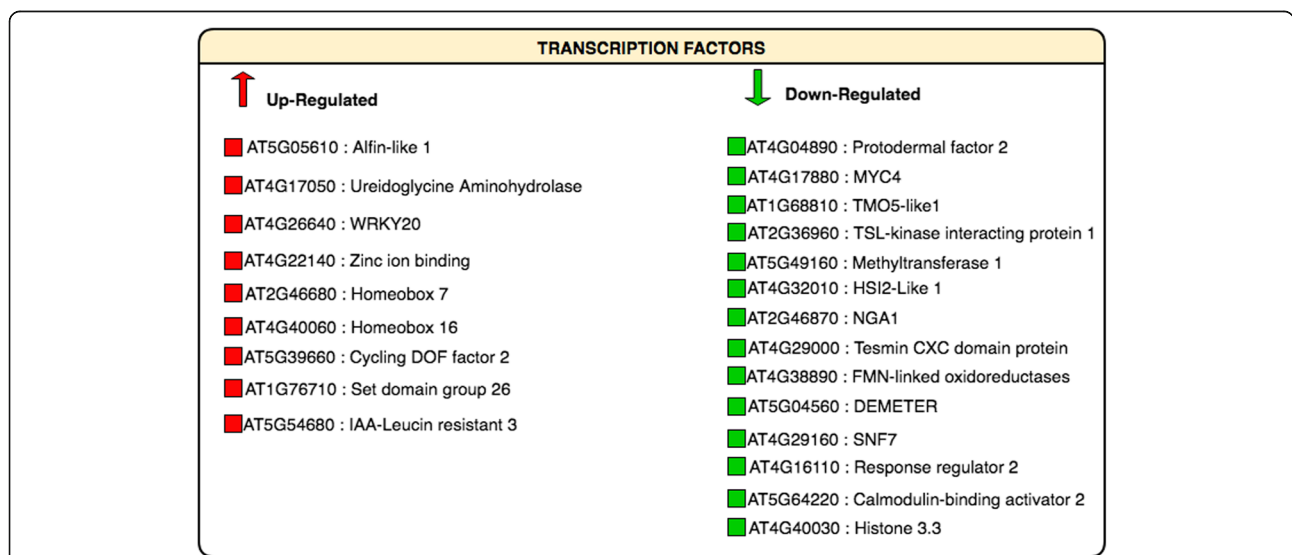 TRANSCRIPTION FACTORS
Up-Regulated
AT5G05610 : Alfin-like 1
AT4G17050 : Ureidoglycine Aminohydrolase
AT4G26640 : WRKY20
AT4G22140 : Zinc ion binding
AT2G46680 : Homeobox 7
AT4G40060 : Homeobox 16
AT5G39660 : Cycling DOF factor 2
AT1G76710 : Set domain group 26
AT5G54680 : IAA-Leucin resistant 3
Down-Regulated
AT4G04890 : Protodermal factor 2
AT4G17880 : MYC4
AT1G68810 : TMO5-like1
AT2G36960 : TSL-kinase interacting protein 1
AT5G49160 : Methyltransferase 1
AT4G32010 : HSI2-Like 1
AT2G46870 : NGA1
AT4G29000 : Tesmin CXC domain protein
AT4G38890 : FMN-linked oxidoreductases
AT5G04560 : DEMETER
AT4G29160 : SNF7
AT4G16110 : Response regulator 2
AT5G64220 : Calmodulin-binding activator 2
AT4G40030 : Histone 3.3